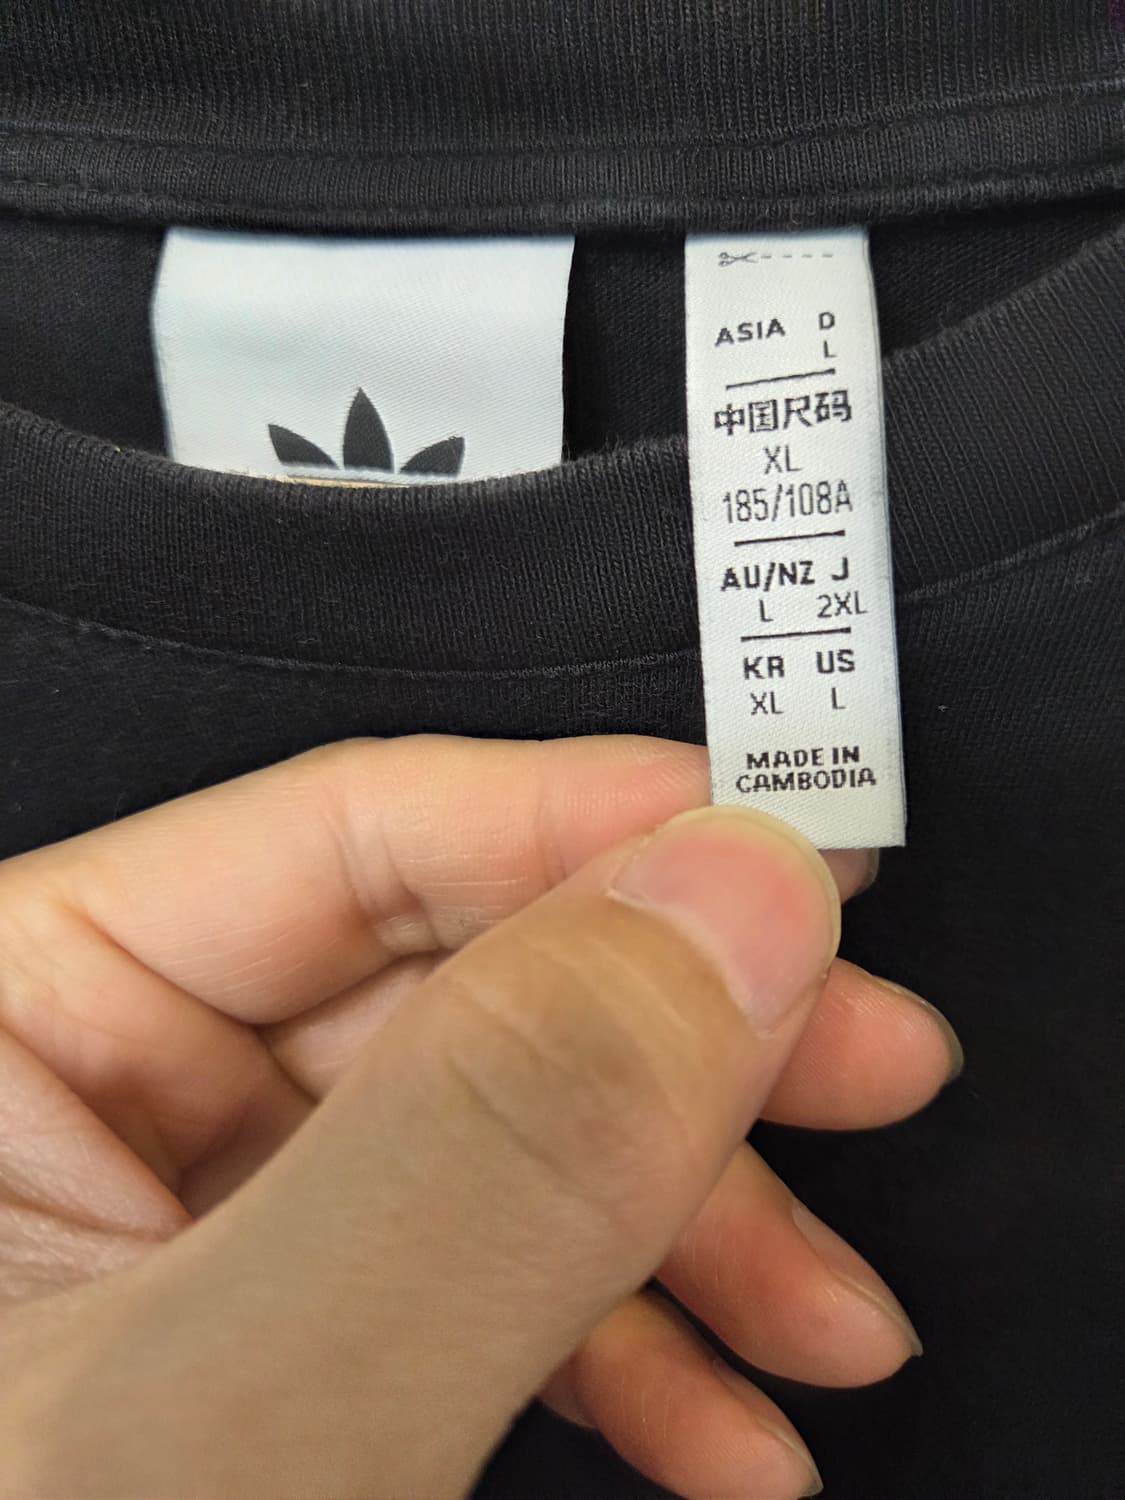 ASIA D
L
中国尺码
XL
185/108A
AU/NZ J
L 2XL
KR US
XL L
MADE IN
CAMBODIA